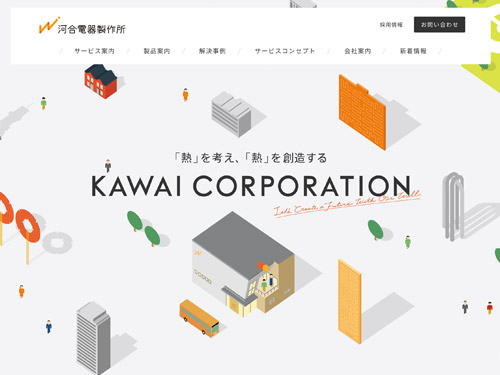 河合電器製作所
採用情報
お問い合わせ
サービス案内 / 製品案内 / 解決事例 / サービスコンセプト / 会社案内 / 新着情報
「熱」を考え、「熱」を創造する
KAWAI CORPORATION
Let's Create a Future With Our Will